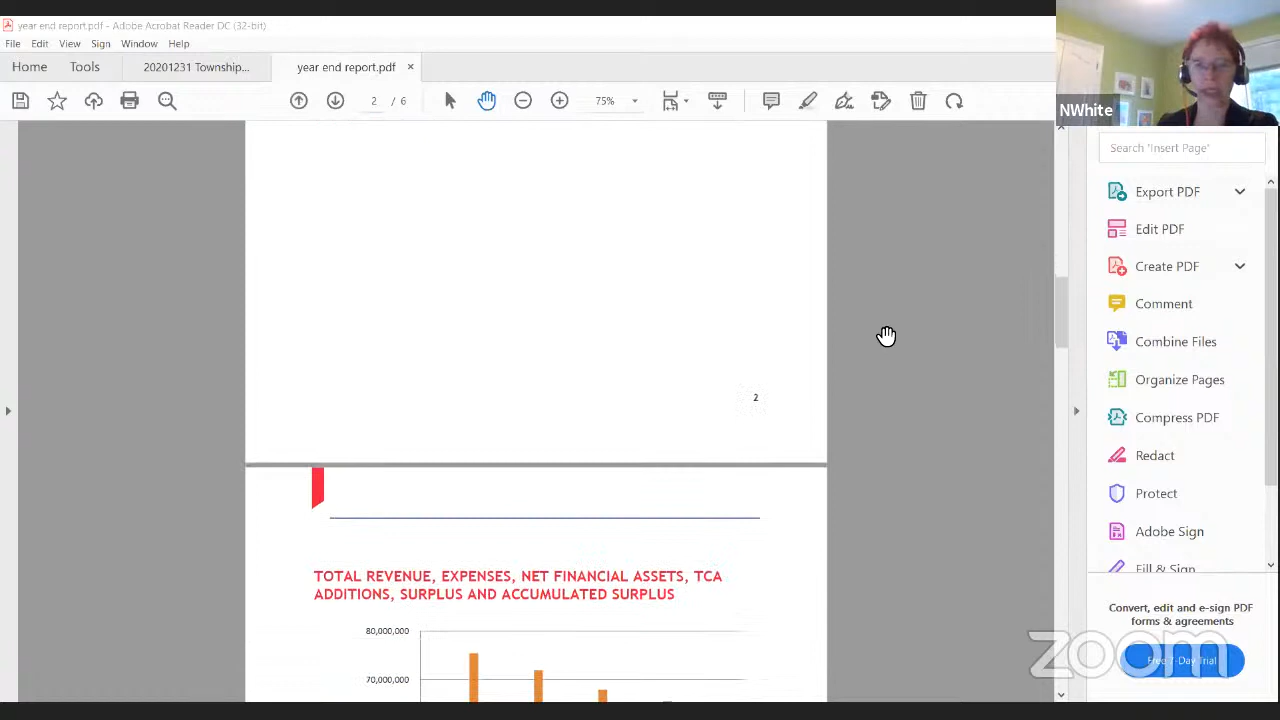 year end report.pdf - Adobe Acrobat Reader DC (32-bit)
File Edit View Sign Window Help
Home Tools 20201231 Township... year end report.pdf ×
2 / 6 75%
NWhite
Search "Insert Page"
Export PDF
Edit PDF
Create PDF
Comment
Combine Files
Organize Pages
Compress PDF
Redact
Protect
Adobe Sign
Fill & Sign
Convert, edit and e-sign PDF
forms & agreements
Free 7-Day Trial
zoom
2
TOTAL REVENUE, EXPENSES, NET FINANCIAL ASSETS, TCA
ADDITIONS, SURPLUS AND ACCUMULATED SURPLUS
80,000,000
70,000,000